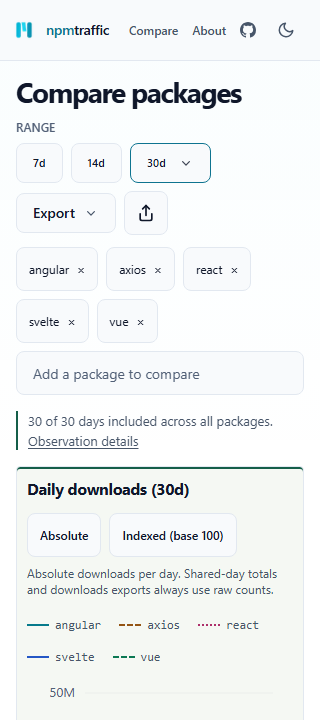 npmtraffic Compare About
Compare packages
RANGE
7d 14d 30d
Export
angular × axios × react ×
svelte × vue ×
Add a package to compare
30 of 30 days included across all packages.
Observation details
Daily downloads (30d)
Absolute Indexed (base 100)
Absolute downloads per day. Shared-day totals
and downloads exports always use raw counts.
angular axios react
svelte vue
50M